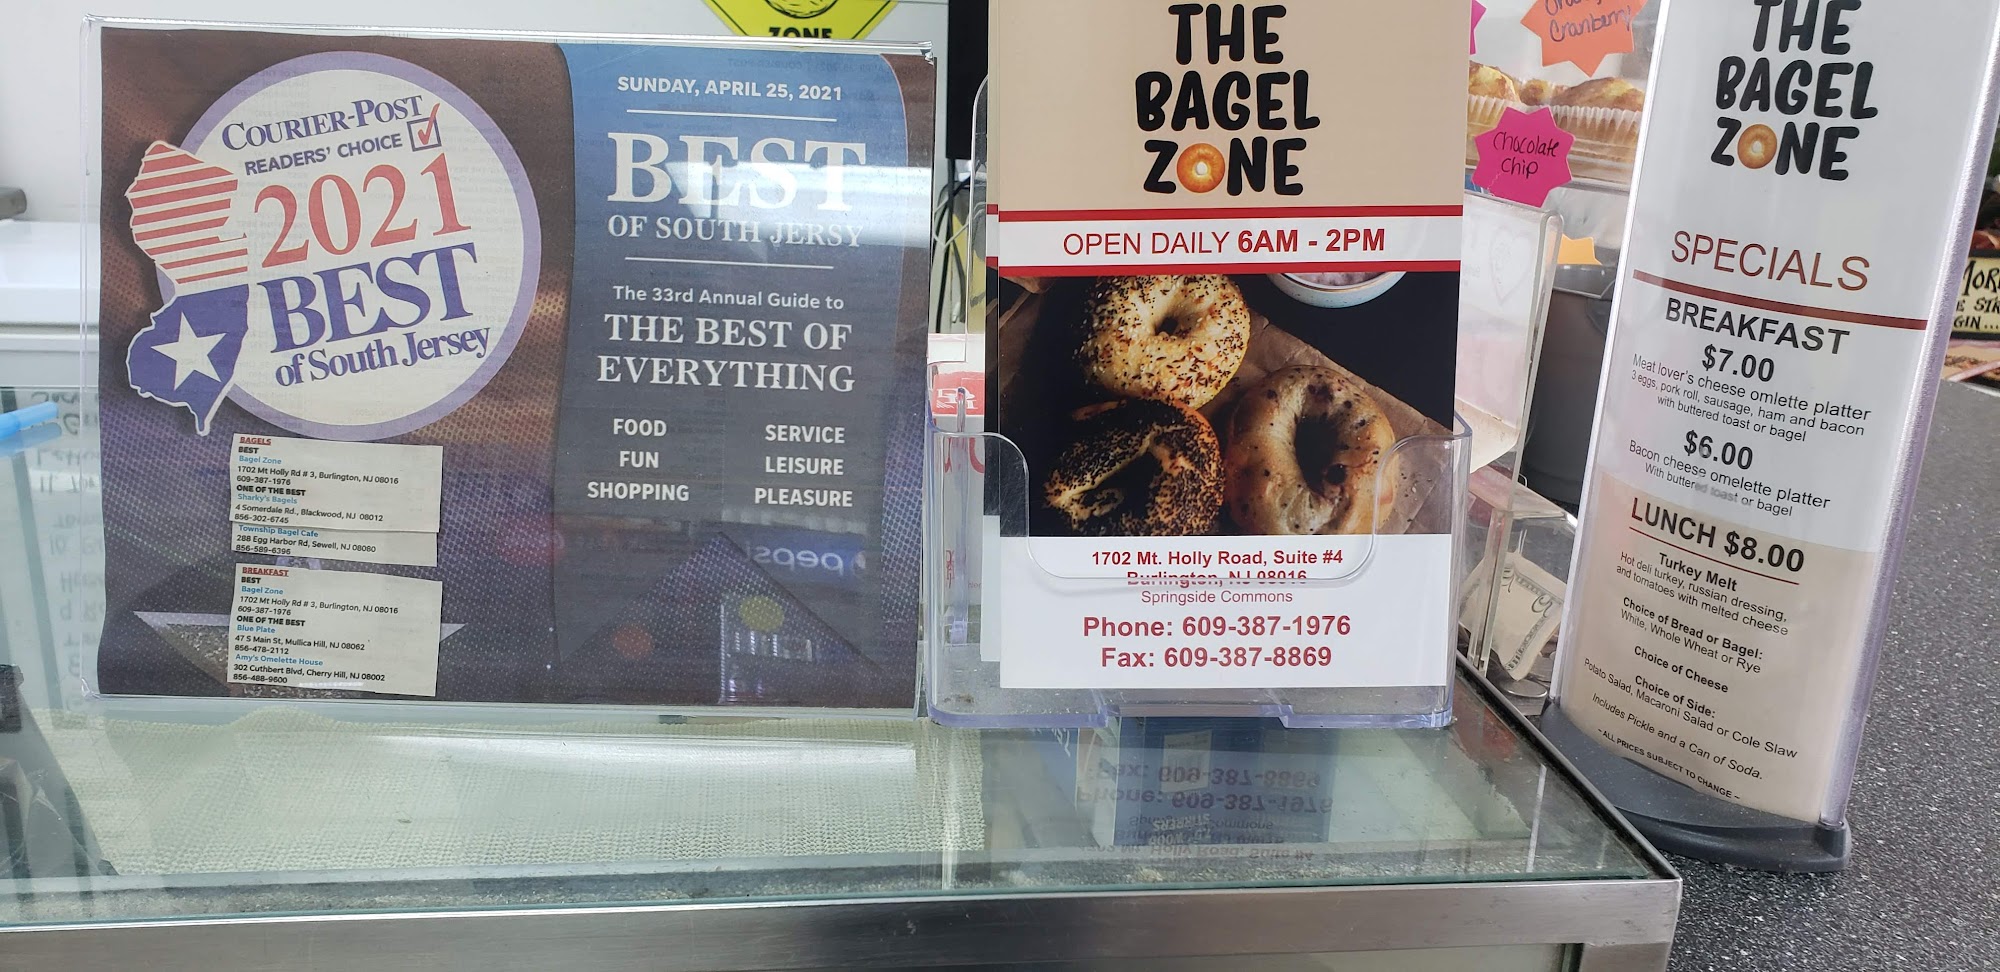 ZONE
COURIER-POST
READERS' CHOICE
2021
BEST
of South Jersey
SUNDAY, APRIL 25, 2021
BEST
OF SOUTH JERSY
The 33rd Annual Guide to
THE BEST OF
EVERYTHING
FOOD
FUN
SHOPPING
SERVICE
LEISURE
PLEASURE
BAGELS
BEST
Bagel Zone
1702 Mt Holly Rd # 3, Burlington, NJ 08016
609-387-1976
ONE OF THE BEST
Sharky's Bagels
4 Somerdale Rd., Blackwood, NJ 08012
856-302-6745
Township Bagel Cafe
288 Egg Harbor Rd, Sewell, NJ 08080
856-589-6396
BREAKFAST
BEST
Bagel Zone
1702 Mt Holly Rd # 3, Burlington, NJ 08016
609-387-1976
ONE OF THE BEST
Blue Plate
47 S Main St, Mullica Hill, NJ 08062
856-478-2112
Amy's Omelette House
302 Cuthbert Blvd, Cherry Hill, NJ 08002
856-488-9600
pepsi
THE
BAGEL
ZONE
OPEN DAILY 6AM - 2PM
1702 Mt. Holly Road, Suite #4
Burlington, NJ 08016
Springside Commons
Phone: 609-387-1976
Fax: 609-387-8869
Cranberry
Chocolate
Chip
THE
BAGEL
ZONE
SPECIALS
BREAKFAST
$7.00
Meat lover's cheese omlette platter
3 eggs, pork roll, sausage, ham and bacon
with buttered toast or bagel
$6.00
Bacon cheese omelette platter
With buttered toast or bagel
LUNCH $8.00
Turkey Melt
Hot deli turkey, russian dressing,
and tomatoes with melted cheese
Choice of Bread or Bagel:
White, Whole Wheat or Rye
Choice of Cheese
Choice of Side:
Potato Salad, Macaroni Salad or Cole Slaw
Includes Pickle and a Can of Soda.
~ALL PRICES SUBJECT TO CHANGE ~